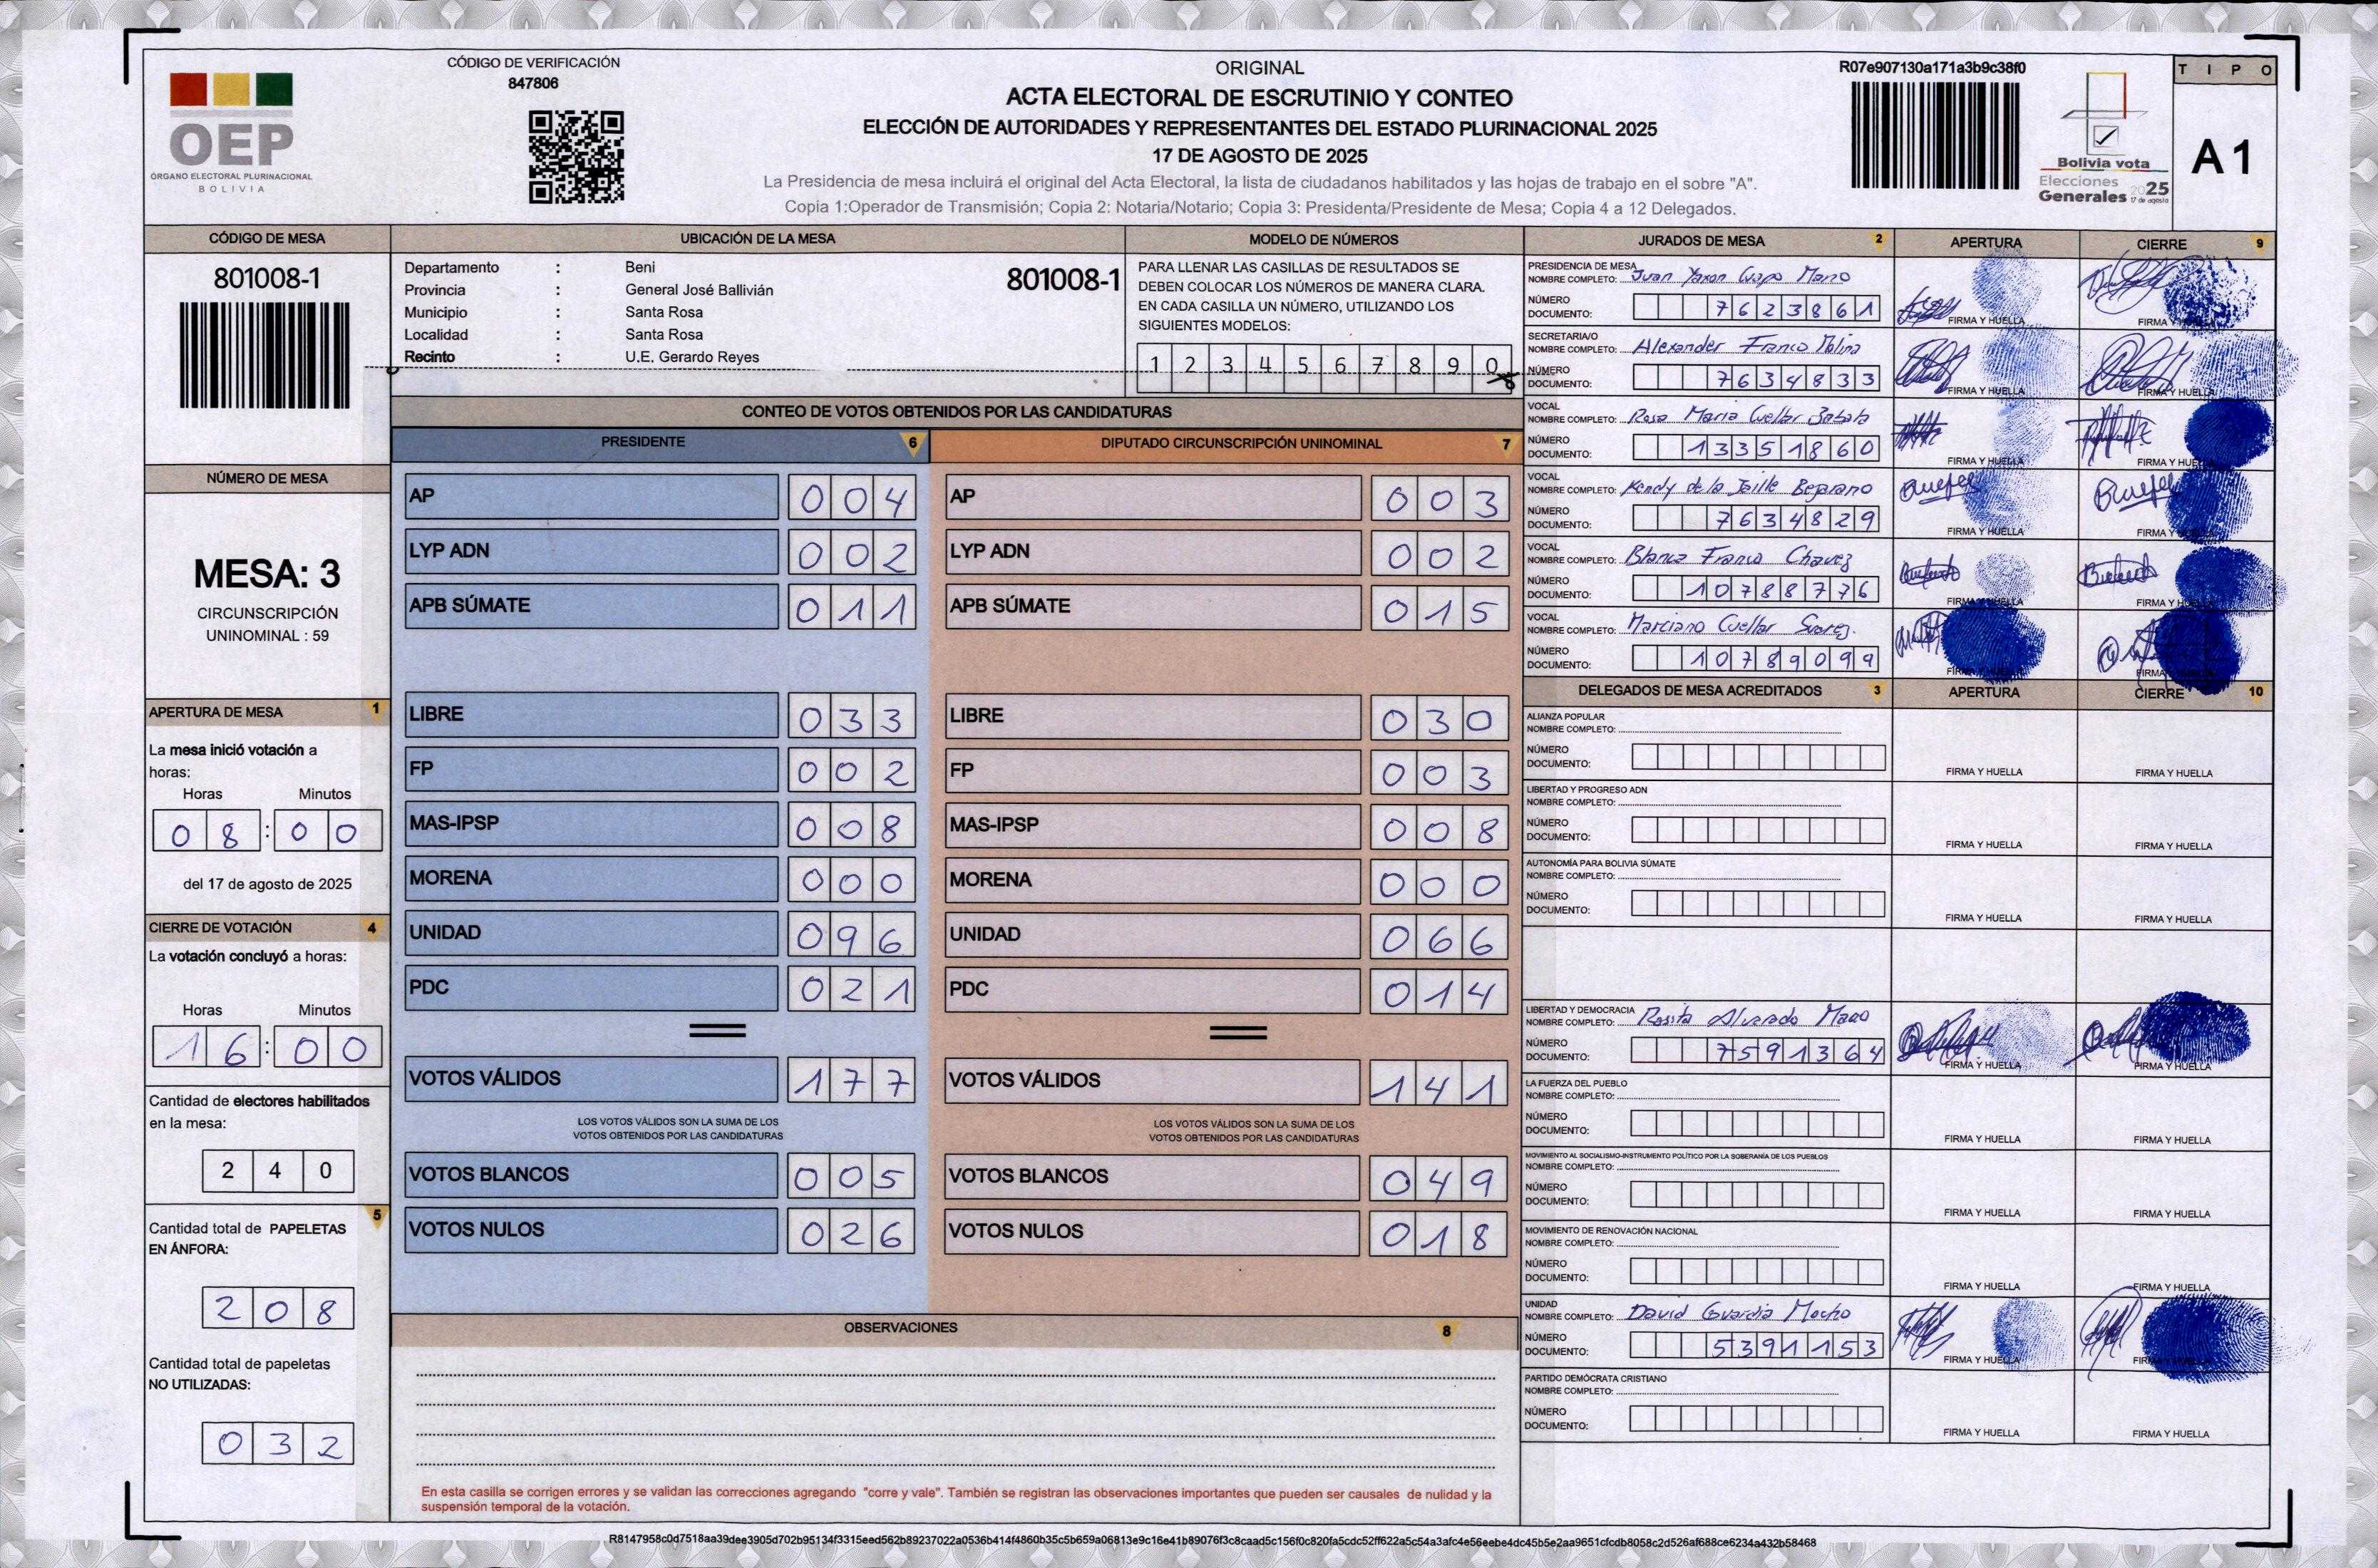 CÓDIGO DE VERIFICACIÓN
847806
OEP
ÓRGANO ELECTORAL PLURINACIONAL
BOLIVIA
ORIGINAL
ACTA ELECTORAL DE ESCRUTINIO Y CONTEO
ELECCIÓN DE AUTORIDADES Y REPRESENTANTES DEL ESTADO PLURINACIONAL 2025
17 DE AGOSTO DE 2025
La Presidencia de mesa incluirá el original del Acta Electoral, la lista de ciudadanos habilitados y las hojas de trabajo en el sobre "A".
Copia 1:Operador de Transmisión; Copia 2: Notaria/Notario; Copia 3: Presidenta/Presidente de Mesa; Copia 4 a 12 Delegados.
R07e907130a171a3b9c38f0
Bolivia vota
Elecciones
Generales 2025
17 de agosto
TIPO
A 1
CÓDIGO DE MESA
801008-1
NÚMERO DE MESA
MESA: 3
CIRCUNSCRIPCIÓN
UNINOMINAL : 59
APERTURA DE MESA 1
La mesa inició votación a
horas:
Horas Minutos
08:00
del 17 de agosto de 2025
CIERRE DE VOTACIÓN 4
La votación concluyó a horas:
Horas Minutos
16:00
Cantidad de electores habilitados
en la mesa:
240
5
Cantidad total de PAPELETAS
EN ÁNFORA:
208
Cantidad total de papeletas
NO UTILIZADAS:
032
UBICACIÓN DE LA MESA
Departamento : Beni 801008-1
Provincia : General José Ballivián
Municipio : Santa Rosa
Localidad : Santa Rosa
Recinto : U.E. Gerardo Reyes
MODELO DE NÚMEROS
PARA LLENAR LAS CASILLAS DE RESULTADOS SE
DEBEN COLOCAR LOS NÚMEROS DE MANERA CLARA.
EN CADA CASILLA UN NÚMERO, UTILIZANDO LOS
SIGUIENTES MODELOS:
1 2 3 4 5 6 7 8 9 0
CONTEO DE VOTOS OBTENIDOS POR LAS CANDIDATURAS
PRESIDENTE 6
AP 004
LYP ADN 002
APB SÚMATE 011
LIBRE 033
FP 002
MAS-IPSP 008
MORENA 000
UNIDAD 096
PDC 021
=
VOTOS VÁLIDOS 177
LOS VOTOS VÁLIDOS SON LA SUMA DE LOS
VOTOS OBTENIDOS POR LAS CANDIDATURAS
VOTOS BLANCOS 005
VOTOS NULOS 026
DIPUTADO CIRCUNSCRIPCIÓN UNINOMINAL 7
AP 003
LYP ADN 002
APB SÚMATE 015
LIBRE 030
FP 003
MAS-IPSP 008
MORENA 000
UNIDAD 066
PDC 014
=
VOTOS VÁLIDOS 141
LOS VOTOS VÁLIDOS SON LA SUMA DE LOS
VOTOS OBTENIDOS POR LAS CANDIDATURAS
VOTOS BLANCOS 049
VOTOS NULOS 018
OBSERVACIONES 8
En esta casilla se corrigen errores y se validan las correcciones agregando "corre y vale". También se registran las observaciones importantes que pueden ser causales de nulidad y la
suspensión temporal de la votación.
JURADOS DE MESA 2 APERTURA CIERRE 9
PRESIDENCIA DE MESA
NOMBRE COMPLETO: Juan
NÚMERO
DOCUMENTO: 7623861
FIRMA Y HUELLA FIRMA
SECRETARIA/O
NOMBRE COMPLETO: Alexander Franco Molina
NÚMERO
DOCUMENTO: 7634833
FIRMA Y HUELLA FIRMA Y HUELLA
VOCAL
NOMBRE COMPLETO: Rosa Maria Cuellar Zabala
NÚMERO
DOCUMENTO: 13351860
FIRMA Y HUELLA FIRMA Y HUELLA
VOCAL
NOMBRE COMPLETO: Kendy de la
NÚMERO
DOCUMENTO: 7634829
FIRMA Y HUELLA FIRMA Y
VOCAL
NOMBRE COMPLETO: Blanca Franco Chavez
NÚMERO
DOCUMENTO: 10788776
FIRMA Y HUELLA FIRMA Y
VOCAL
NOMBRE COMPLETO: Marciano Cuellar Suarez.
NÚMERO
DOCUMENTO: 10789099
FIRMA FIRMA
DELEGADOS DE MESA ACREDITADOS 3 APERTURA CIERRE 10
ALIANZA POPULAR
NOMBRE COMPLETO:
NÚMERO
DOCUMENTO:
FIRMA Y HUELLA FIRMA Y HUELLA
LIBERTAD Y PROGRESO ADN
NOMBRE COMPLETO:
NÚMERO
DOCUMENTO:
FIRMA Y HUELLA FIRMA Y HUELLA
AUTONOMÍA PARA BOLIVIA SÚMATE
NOMBRE COMPLETO:
NÚMERO
DOCUMENTO:
FIRMA Y HUELLA FIRMA Y HUELLA
LIBERTAD Y DEMOCRACIA
NOMBRE COMPLETO: Rosita Alvarado
NÚMERO
DOCUMENTO: 7591364
FIRMA Y HUELLA FIRMA Y HUELLA
LA FUERZA DEL PUEBLO
NOMBRE COMPLETO:
NÚMERO
DOCUMENTO:
FIRMA Y HUELLA FIRMA Y HUELLA
MOVIMIENTO AL SOCIALISMO-INSTRUMENTO POLÍTICO POR LA SOBERANÍA DE LOS PUEBLOS
NOMBRE COMPLETO:
NÚMERO
DOCUMENTO:
FIRMA Y HUELLA FIRMA Y HUELLA
MOVIMIENTO DE RENOVACIÓN NACIONAL
NOMBRE COMPLETO:
NÚMERO
DOCUMENTO:
FIRMA Y HUELLA FIRMA Y HUELLA
UNIDAD
NOMBRE COMPLETO: David Guardia Mocho
NÚMERO
DOCUMENTO: 5391153
FIRMA Y HUELLA FIRMA
PARTIDO DEMÓCRATA CRISTIANO
NOMBRE COMPLETO:
NÚMERO
DOCUMENTO:
FIRMA Y HUELLA FIRMA Y HUELLA
R8147958c0d7518aa39dee3905d702b95134f3315eed562b89237022a0536b414f4860b35c5b659a06813e9c16e41b89076f3c8caad5c156f0c820fa5cdc52ff622a5c54a3afc4e56eebe4dc45b5e2aa9651cfcdb8058c2d526af688ce6234a432b58468